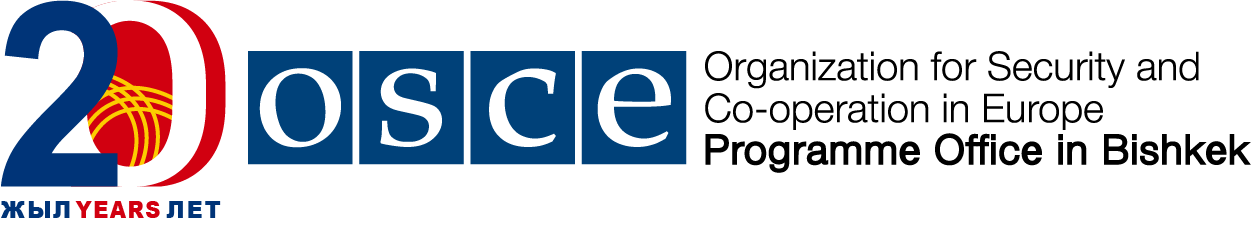 20
ЖЫЛ YEARS ЛЕТ
osce
Organization for Security and
Co-operation in Europe
Programme Office in Bishkek